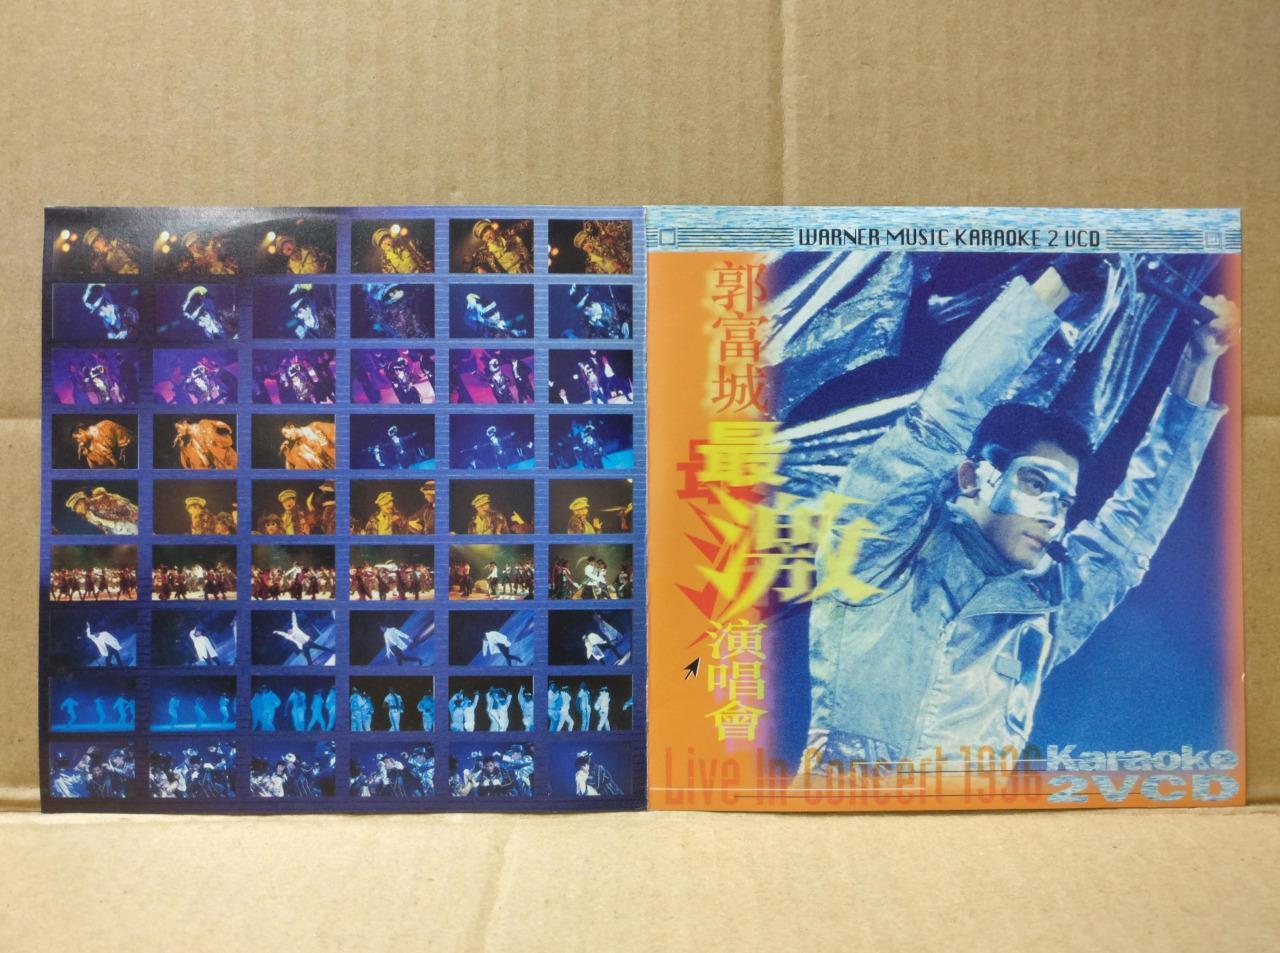 WARNER MUSIC KARAOKE 2 VCD
郭富城
最激
演唱會
Live In Concert 1996
Karaoke
2VCD